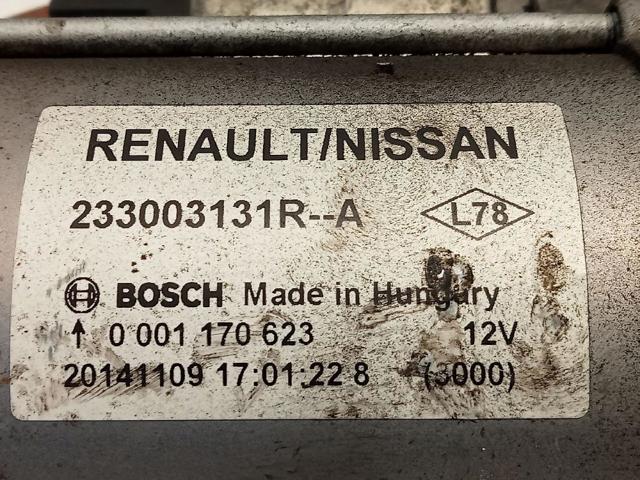 RENAULT/NISSAN
233003131R--A L78
BOSCH Made in Hungary
0 001 170 623 12V
20141109 17:01:22 8 (3000)